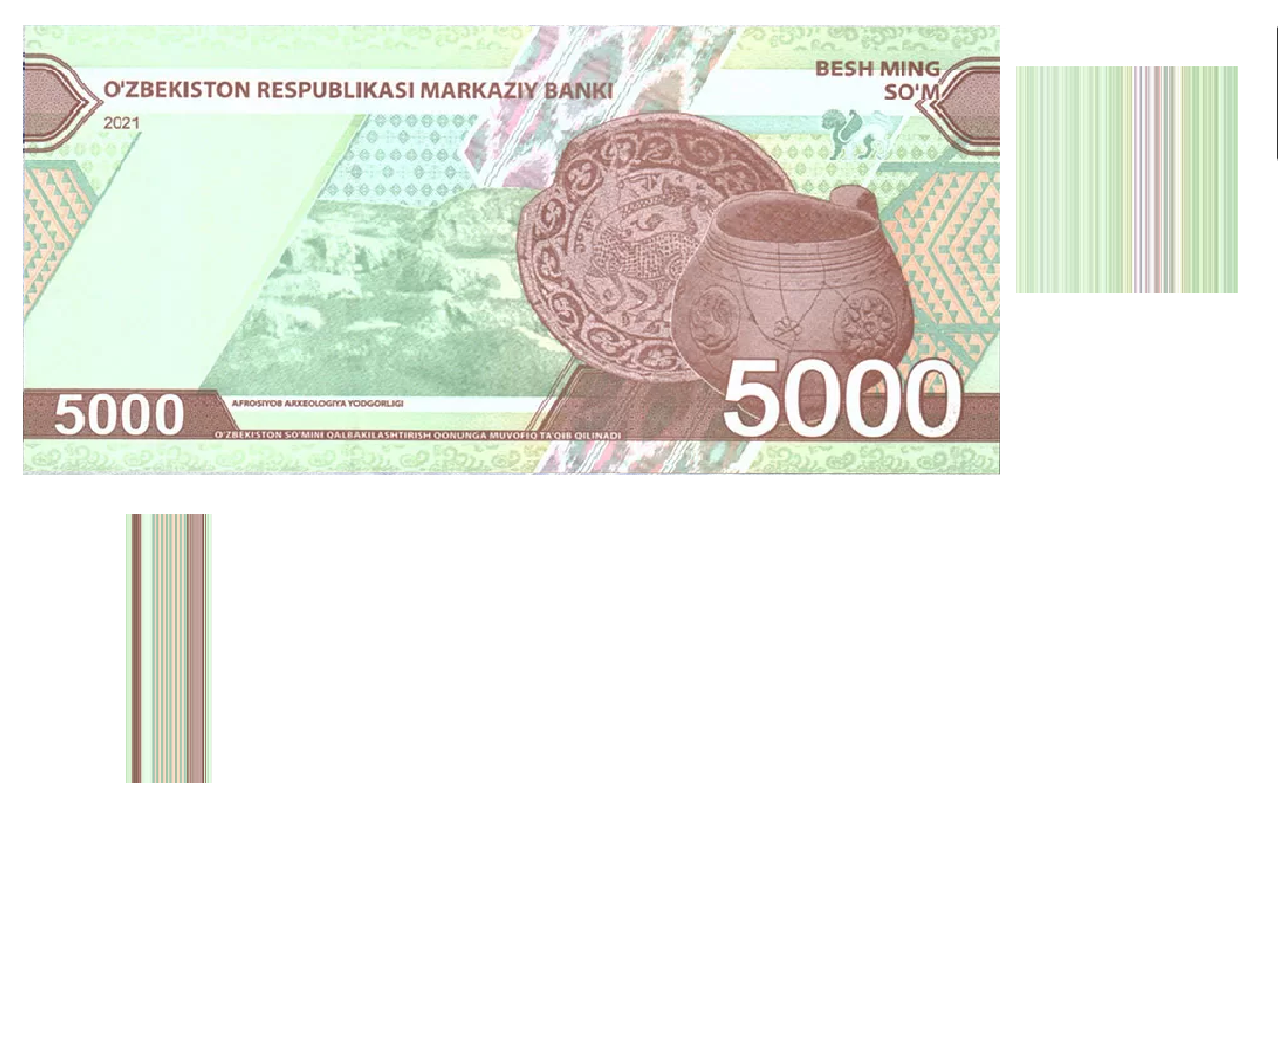 O'ZBEKISTON RESPUBLIKASI MARKAZIY BANKI
2021
BESH MING
SO'M
5000
AFROSIYOB ARXEOLOGIYA YODGORLIGI
O'ZBEKISTON SO'MINI QALBAKILASHTIRISH QONUNGA MUVOFIQ TA'QIB QILINADI
5000